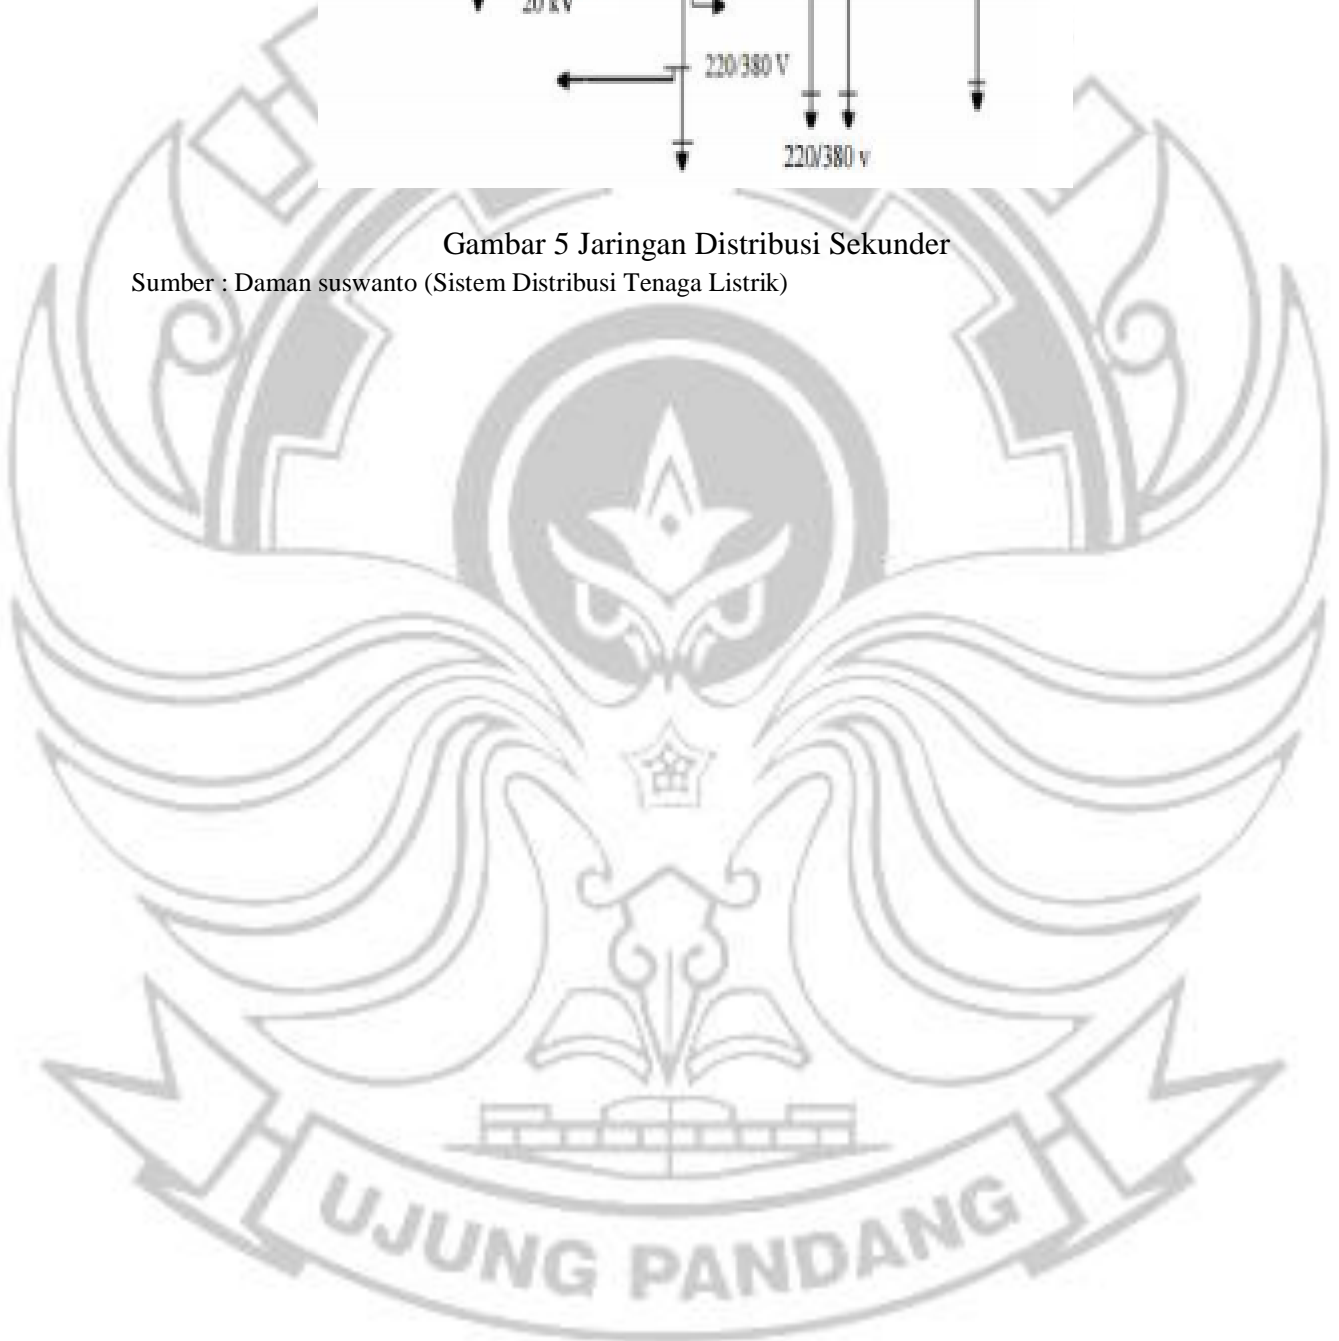 20 kV
220/380 V
220/380 v
Gambar 5 Jaringan Distribusi Sekunder
Sumber : Daman suswanto (Sistem Distribusi Tenaga Listrik)
UJUNG PANDANG